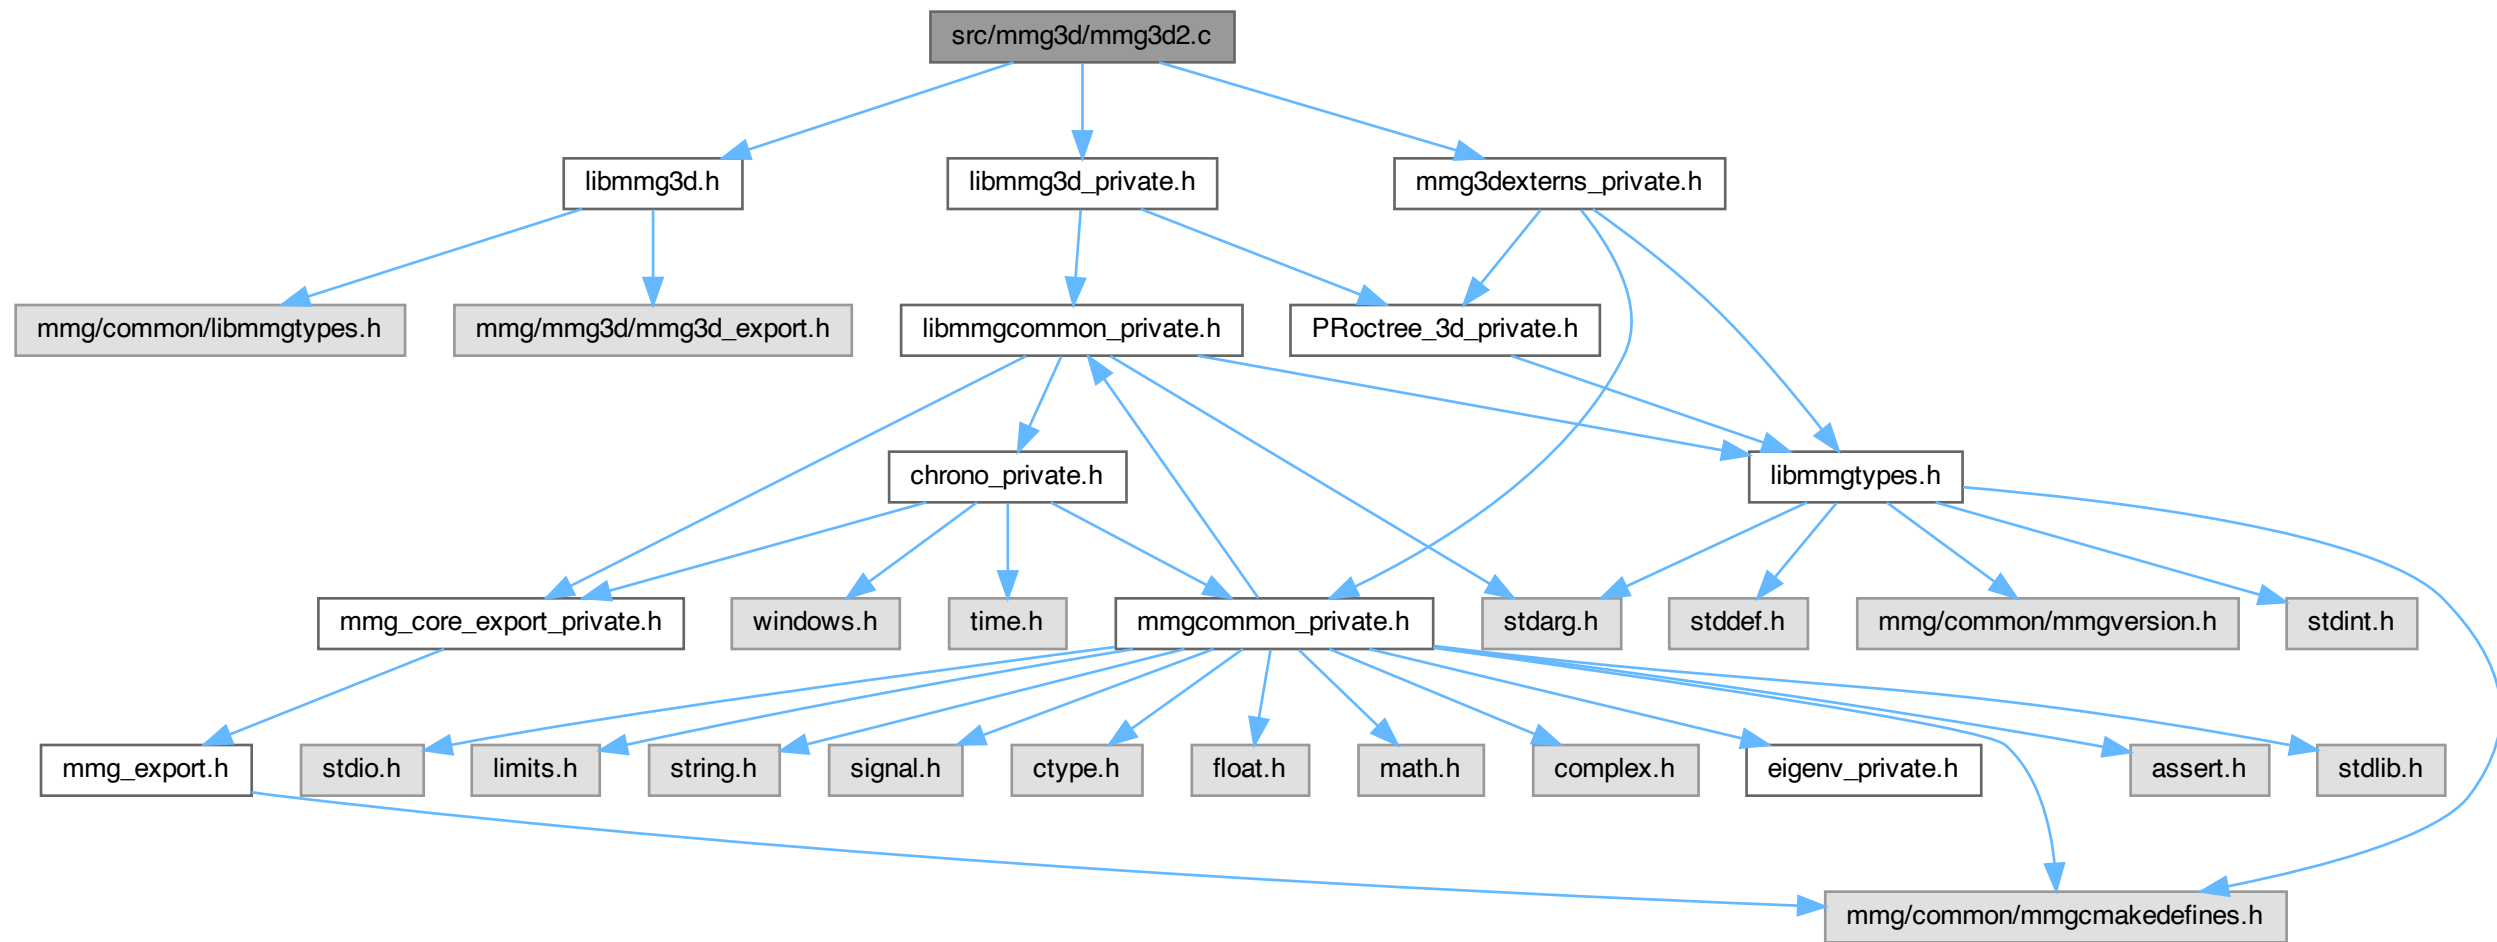 src/mmg3d/mmg3d2.c
libmmg3d.h
libmmg3d_private.h
mmg3dexterns_private.h
mmg/common/libmmgtypes.h
mmg/mmg3d/mmg3d_export.h
libmmgcommon_private.h
PRoctree_3d_private.h
chrono_private.h
libmmgtypes.h
mmg_core_export_private.h
windows.h
time.h
mmgcommon_private.h
stdarg.h
stddef.h
mmg/common/mmgversion.h
stdint.h
mmg_export.h
stdio.h
limits.h
string.h
signal.h
ctype.h
float.h
math.h
complex.h
eigenv_private.h
assert.h
stdlib.h
mmg/common/mmgcmakedefines.h